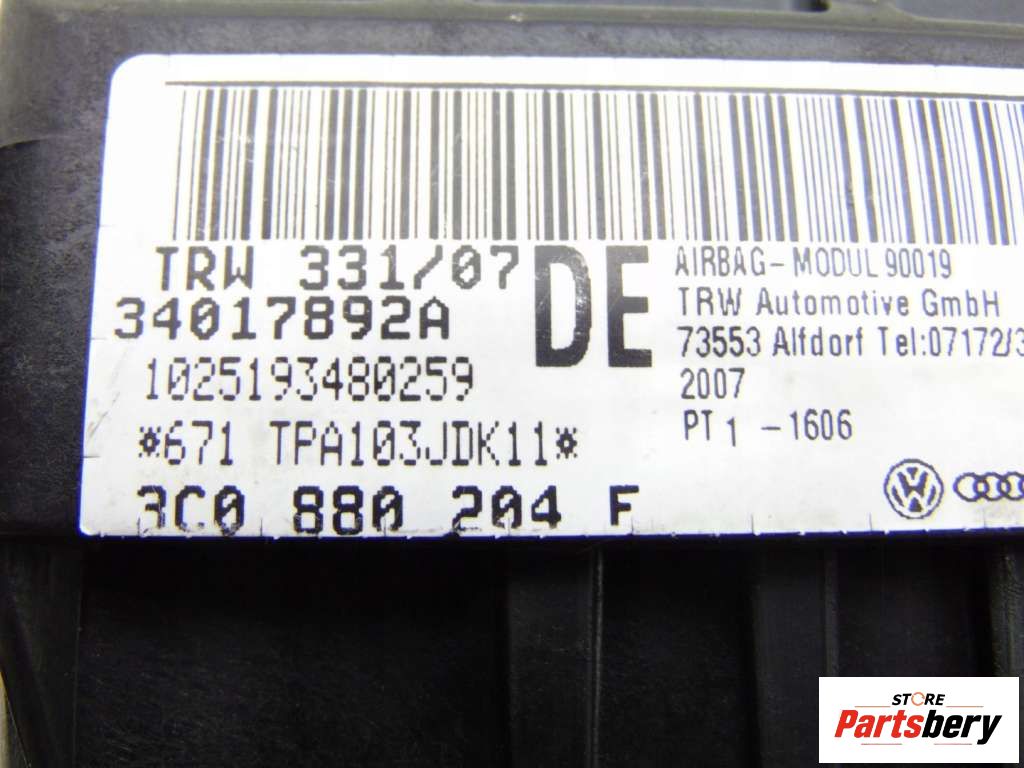 TRW 331/07
34017892A
1025193480259
*671 TPA103JDK11*
3C0 880 204 F
DE
AIRBAG-MODUL 90019
TRW Automotive GmbH
73553 Alfdorf Tel:07172/3
2007
PT 1 -1606
STORE
Partsbery